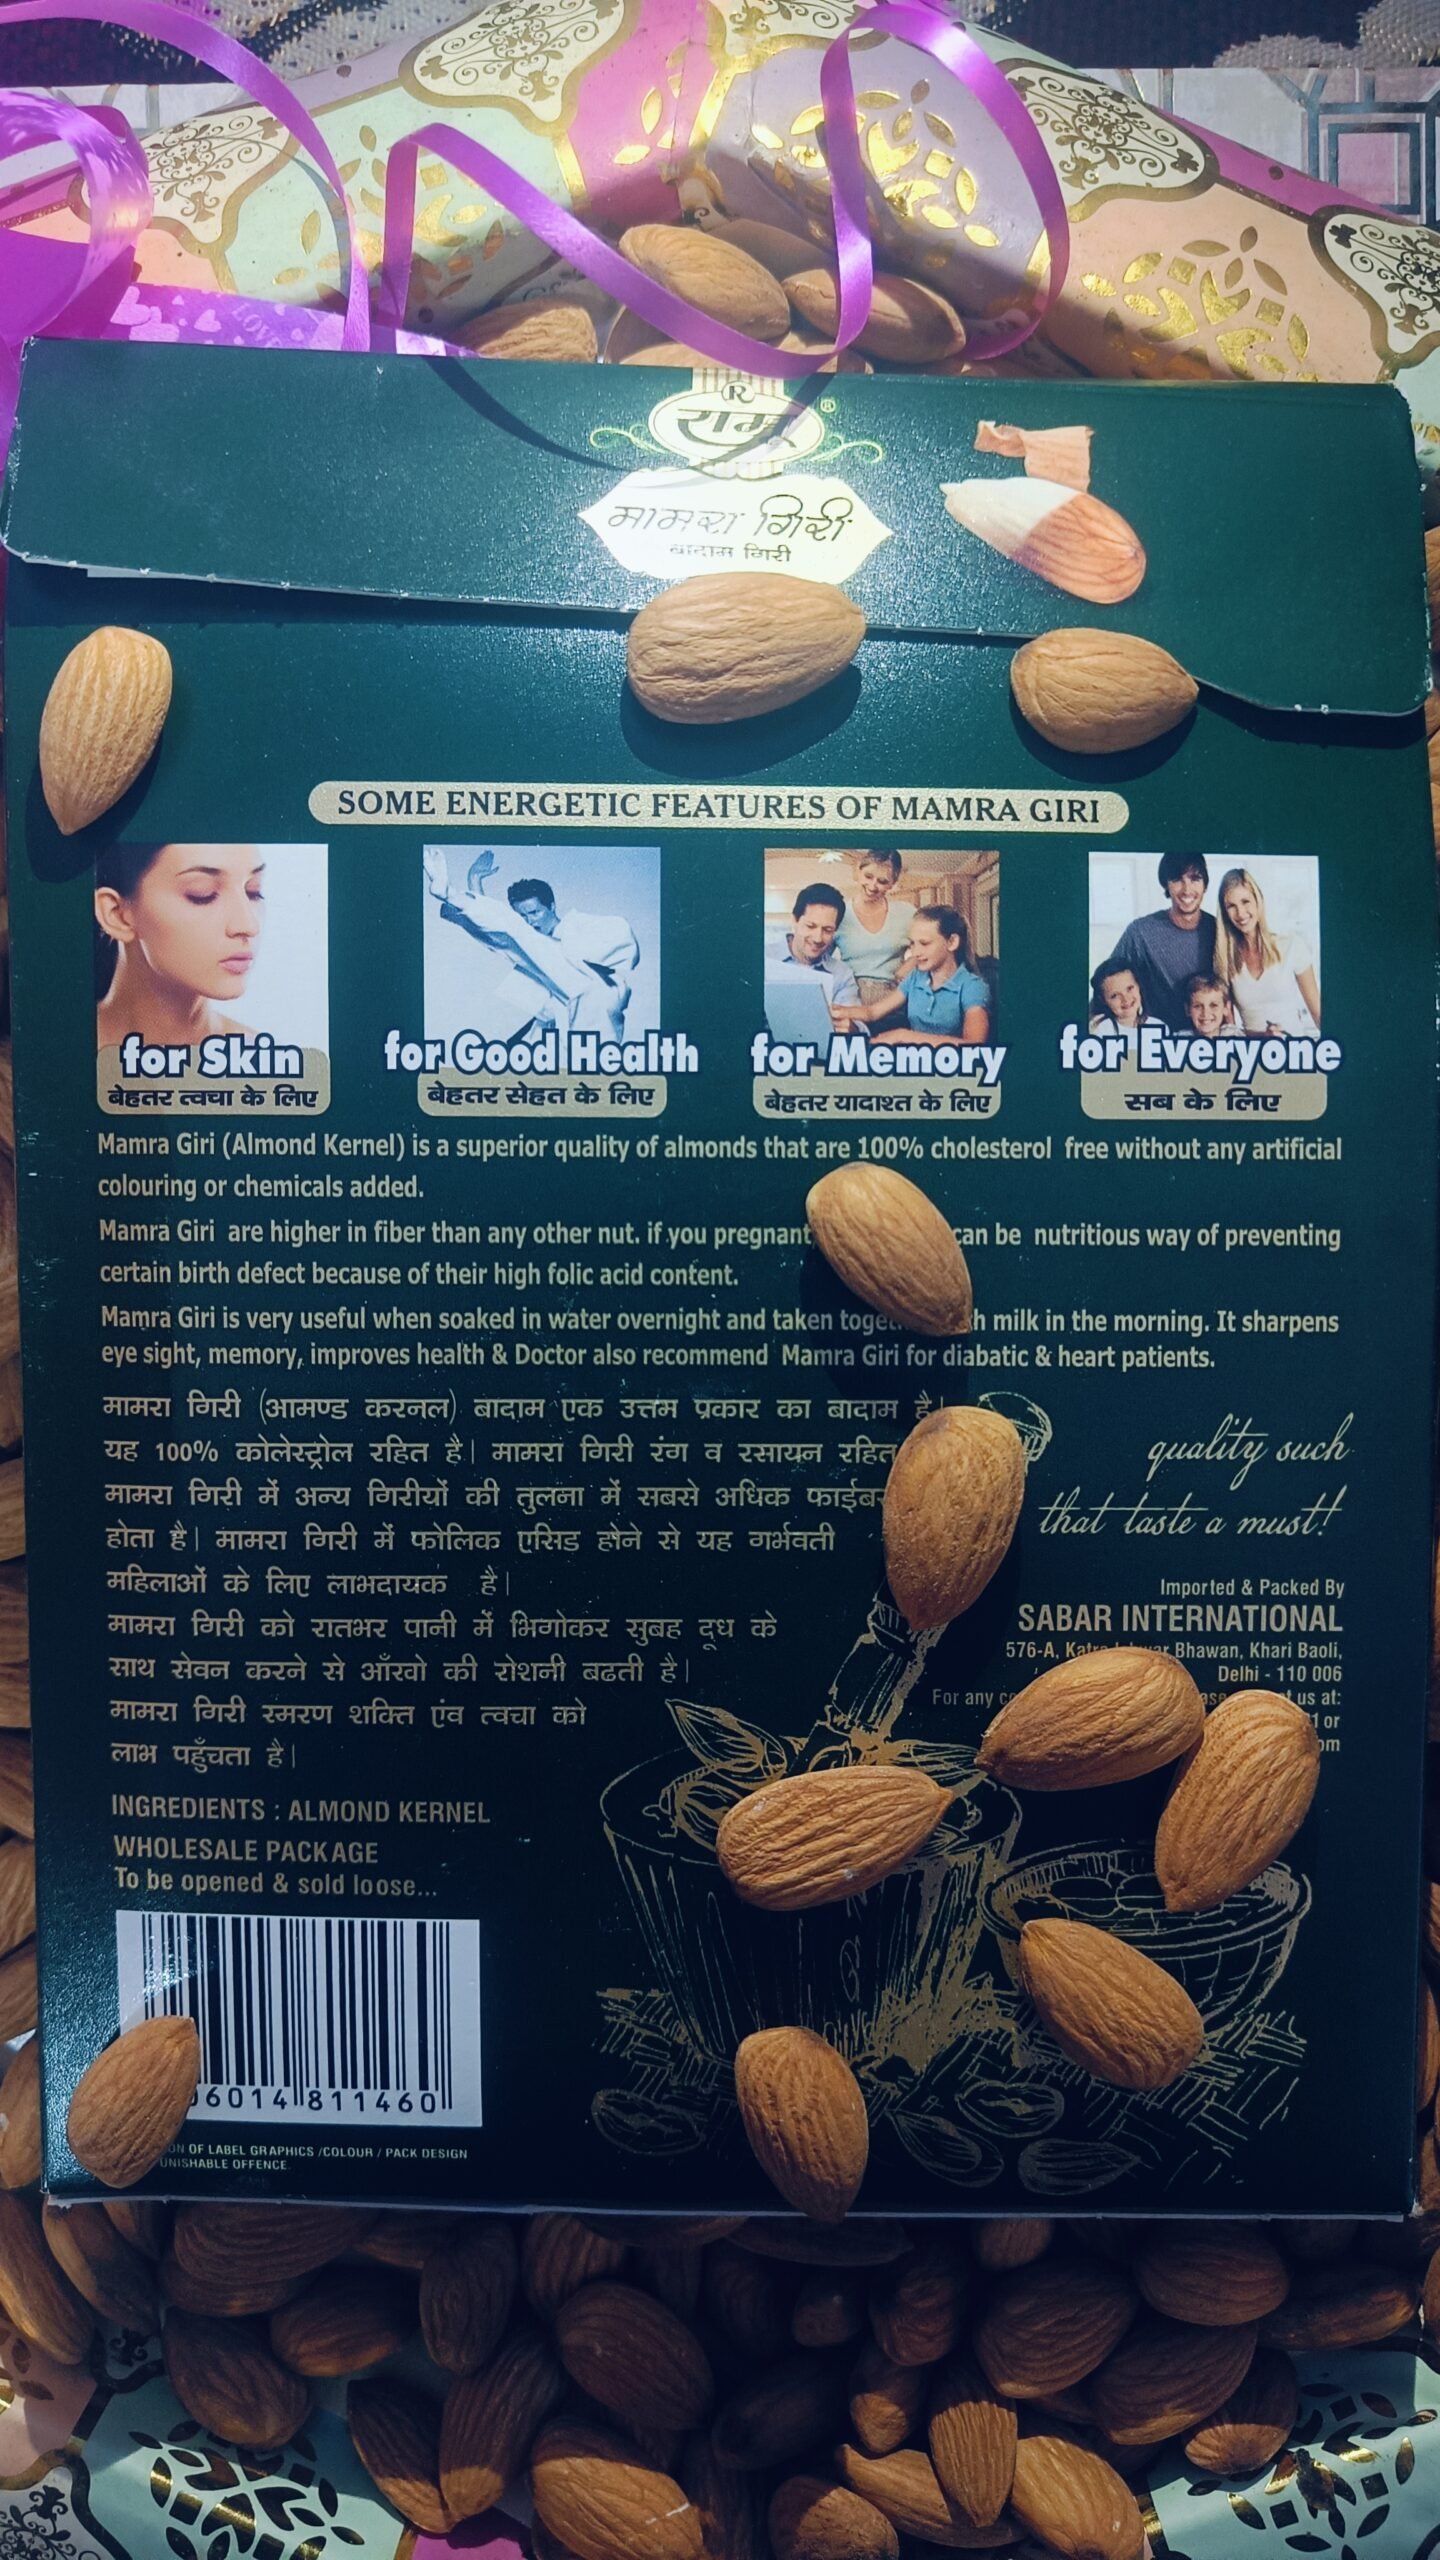 R
रामू ®
मामरा गिरी
बादाम गिरी
SOME ENERGETIC FEATURES OF MAMRA GIRI
for Skin for Good Health for Memory for Everyone
बेहतर त्वचा के लिए बेहतर सेहत के लिए बेहतर यादाश्त के लिए सब के लिए
Mamra Giri (Almond Kernel) is a superior quality of almonds that are 100% cholesterol free without any artificial
colouring or chemicals added.
Mamra Giri are higher in fiber than any other nut. if you pregnant can be nutritious way of preventing
certain birth defect because of their high folic acid content.
Mamra Giri is very useful when soaked in water overnight and taken milk in the morning. It sharpens
eye sight, memory, improves health & Doctor also recommend Mamra Giri for diabatic & heart patients.
मामरा गिरी (आमण्ड करनल) बादाम एक उत्तम प्रकार का बादाम है।
यह 100% कोलेस्ट्रोल रहित है। मामरा गिरी रंग व रसायन रहित
मामरा गिरी में अन्य गिरीयों की तुलना में सबसे अधिक फाईबर
होता है। मामरा गिरी में फोलिक एसिड होने से यह गर्भवती
महिलाओं के लिए लाभदायक है।
मामरा गिरी को रातभर पानी में भिगोकर सुबह दूध के
साथ सेवन करने से आँखो की रोशनी बढती है।
मामरा गिरी स्मरण शक्ति एंव त्वचा को
लाभ पहुँचता है।
quality such
that taste a must!
Imported & Packed By
SABAR INTERNATIONAL
576-A, Bhawan, Khari Baoli,
Delhi - 110 006
For any us at:
or
INGREDIENTS : ALMOND KERNEL
WHOLESALE PACKAGE
To be opened & sold loose...
6014 811460
OF LABEL GRAPHICS /COLOUR / PACK DESIGN
OFFENCE.